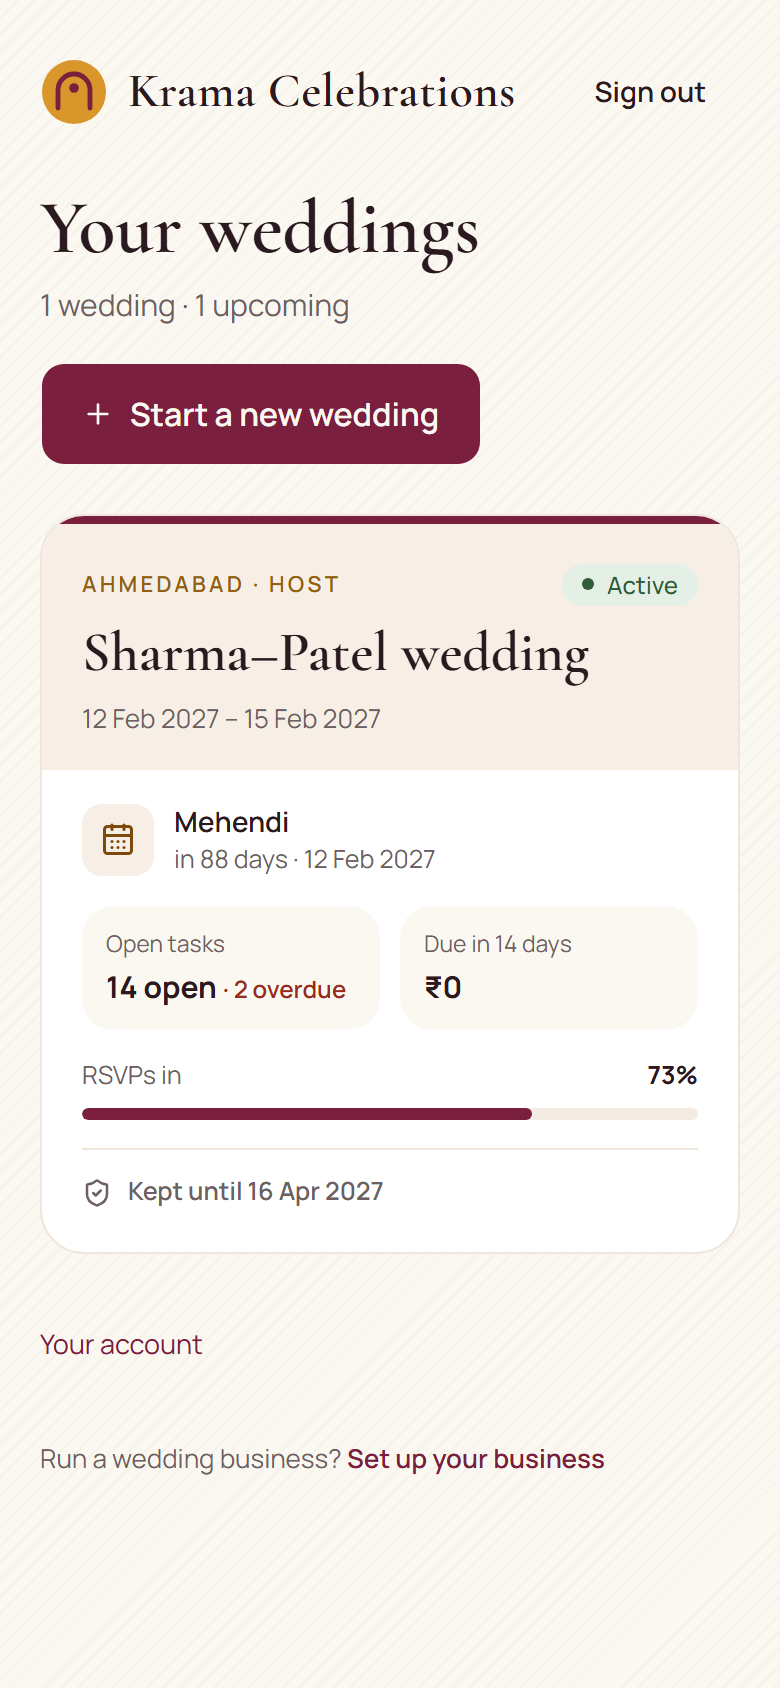 Krama Celebrations
Sign out
Your weddings
1 wedding · 1 upcoming
+ Start a new wedding
AHMEDABAD · HOST
Active
Sharma–Patel wedding
12 Feb 2027 – 15 Feb 2027
Mehendi
in 88 days · 12 Feb 2027
Open tasks
14 open · 2 overdue
Due in 14 days
₹0
RSVPs in
73%
Kept until 16 Apr 2027
Your account
Run a wedding business? Set up your business